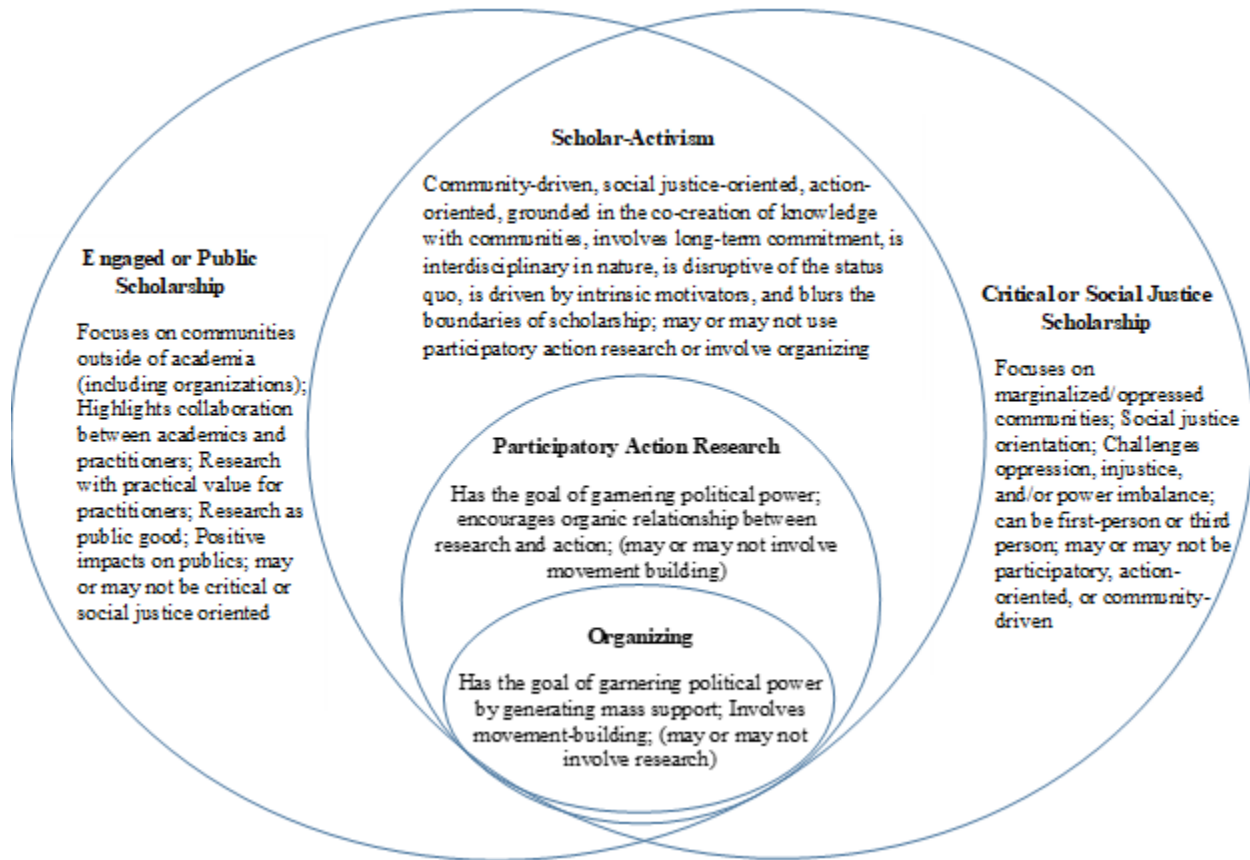 Scholar-Activism
Community-driven, social justice-oriented, action-
oriented, grounded in the co-creation of knowledge
with communities, involves long-term commitment, is
interdisciplinary in nature, is disruptive of the status
quo, is driven by intrinsic motivators, and blurs the
boundaries of scholarship; may or may not use
participatory action research or involve organizing
Engaged or Public
Scholarship
Focuses on communities
outside of academia
(including organizations);
Highlights collaboration
between academics and
practitioners; Research
with practical value for
practitioners; Research as
public good; Positive
impacts on publics; may
or may not be critical or
social justice oriented
Participatory Action Research
Has the goal of garnering political power;
encourages organic relationship between
research and action; (may or may not involve
movement building)
Organizing
Has the goal of garnering political power
by generating mass support; Involves
movement-building; (may or may not
involve research)
Critical or Social Justice
Scholarship
Focuses on
marginalized/oppressed
communities; Social justice
orientation; Challenges
oppression, injustice,
and/or power imbalance;
can be first-person or third
person; may or may not be
participatory, action-
oriented, or community-
driven